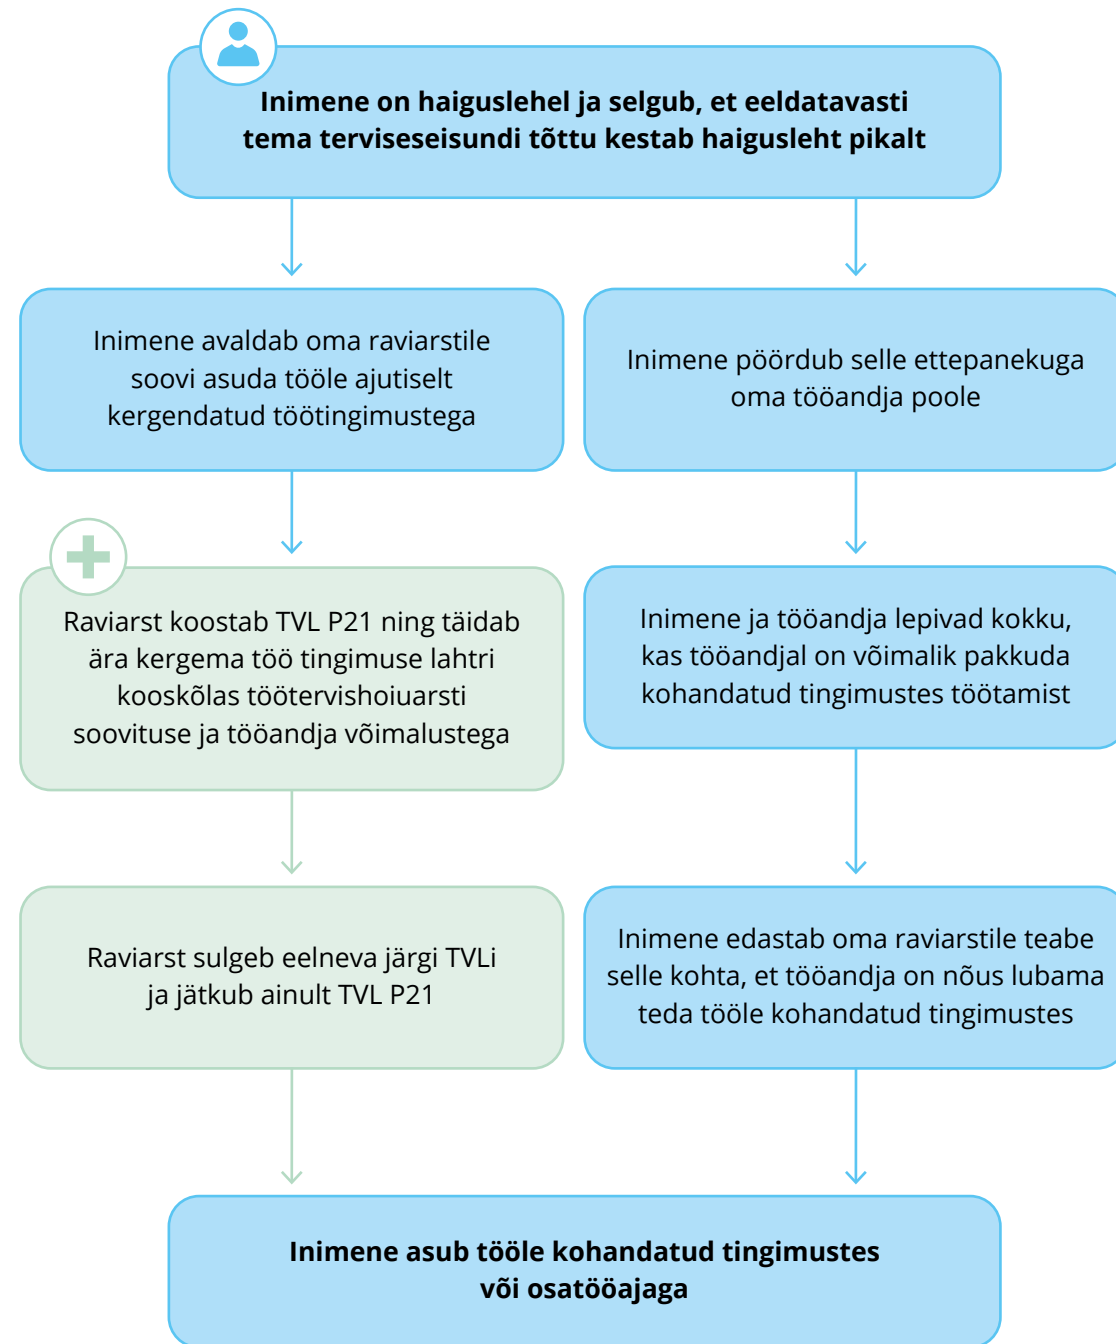 Inimene on haiguslehel ja selgub, et eeldatavasti
tema terviseseisundi tõttu kestab haigusleht pikalt
Inimene avaldab oma raviarstile
soovi asuda tööle ajutiselt
kergendatud töötingimustega
Inimene pöördub selle ettepanekuga
oma tööandja poole
Raviarst koostab TVL P21 ning täidab
ära kergema töö tingimuse lahtri
kooskõlas töötervishoiuarsti
soovituse ja tööandja võimalustega
Inimene ja tööandja lepivad kokku,
kas tööandjal on võimalik pakkuda
kohandatud tingimustes töötamist
Raviarst sulgeb eelneva järgi TVLi
ja jätkub ainult TVL P21
Inimene edastab oma raviarstile teabe
selle kohta, et tööandja on nõus lubama
teda tööle kohandatud tingimustes
Inimene asub tööle kohandatud tingimustes
või osatööajaga